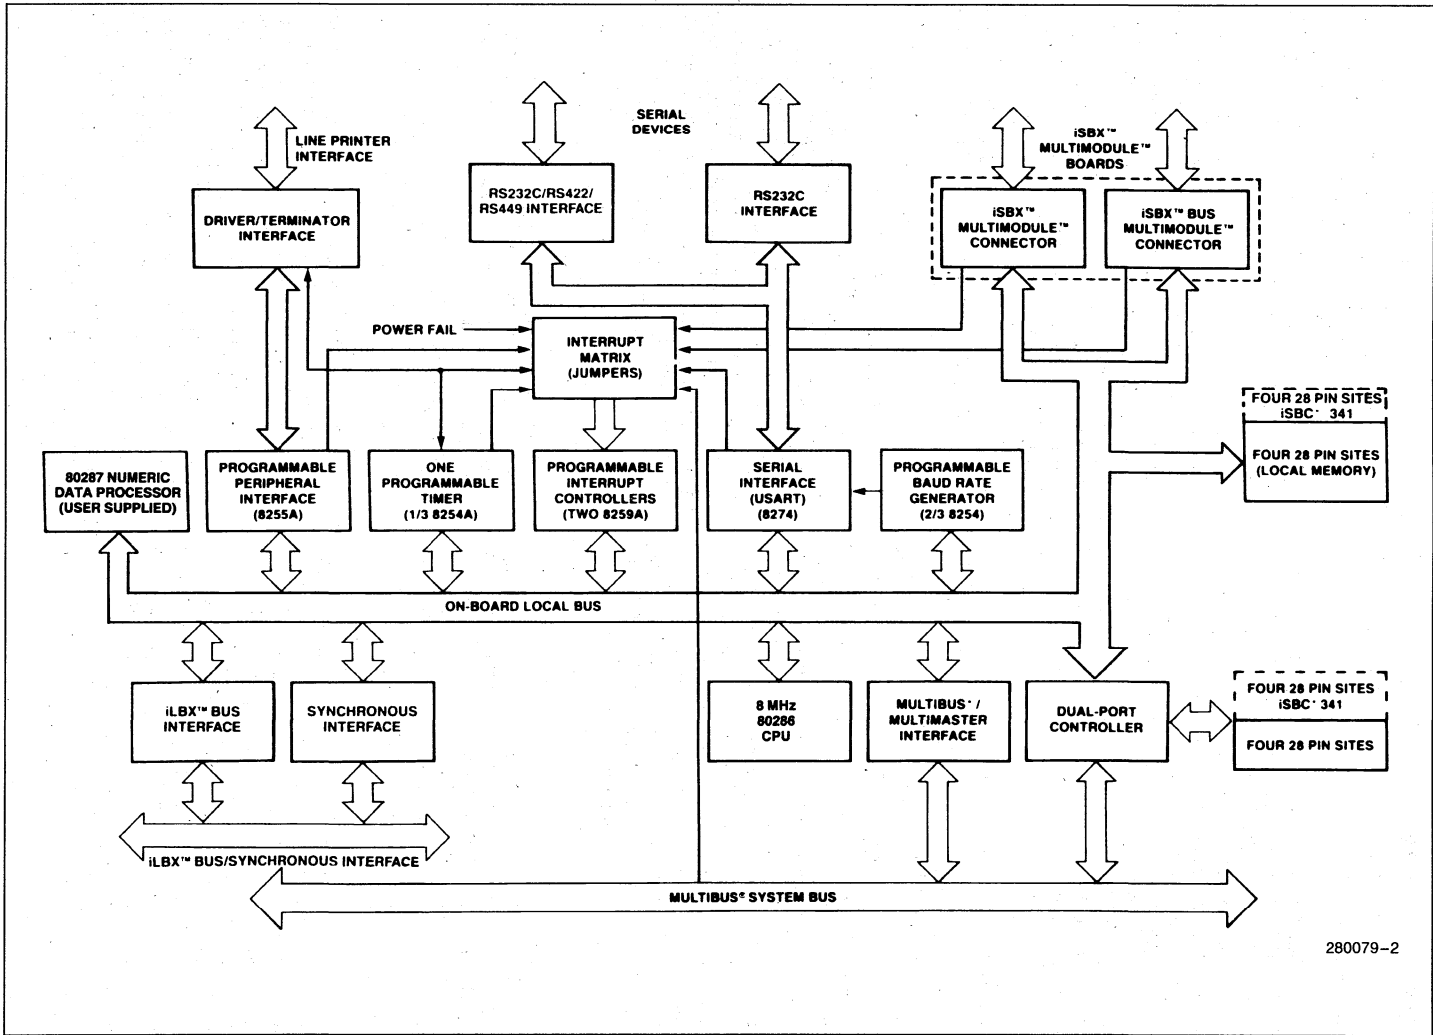 LINE PRINTER
INTERFACE
SERIAL
DEVICES
iSBX™
MULTIMODULE™
BOARDS
DRIVER/TERMINATOR
INTERFACE
RS232C/RS422/
RS449 INTERFACE
RS232C
INTERFACE
iSBX™
MULTIMODULE™
CONNECTOR
iSBX™ BUS
MULTIMODULE™
CONNECTOR
POWER FAIL
INTERRUPT
MATRIX
(JUMPERS)
FOUR 28 PIN SITES
iSBC· 341
FOUR 28 PIN SITES
(LOCAL MEMORY)
80287 NUMERIC
DATA PROCESSOR
(USER SUPPLIED)
PROGRAMMABLE
PERIPHERAL
INTERFACE
(8255A)
ONE
PROGRAMMABLE
TIMER
(1/3 8254A)
PROGRAMMABLE
INTERRUPT
CONTROLLERS
(TWO 8259A)
SERIAL
INTERFACE
(USART)
(8274)
PROGRAMMABLE
BAUD RATE
GENERATOR
(2/3 8254)
ON-BOARD LOCAL BUS
iLBX™ BUS
INTERFACE
SYNCHRONOUS
INTERFACE
8 MHz
80286
CPU
MULTIBUS· /
MULTIMASTER
INTERFACE
DUAL-PORT
CONTROLLER
FOUR 28 PIN SITES
iSBC· 341
FOUR 28 PIN SITES
iLBX™ BUS/SYNCHRONOUS INTERFACE
MULTIBUS® SYSTEM BUS
280079-2